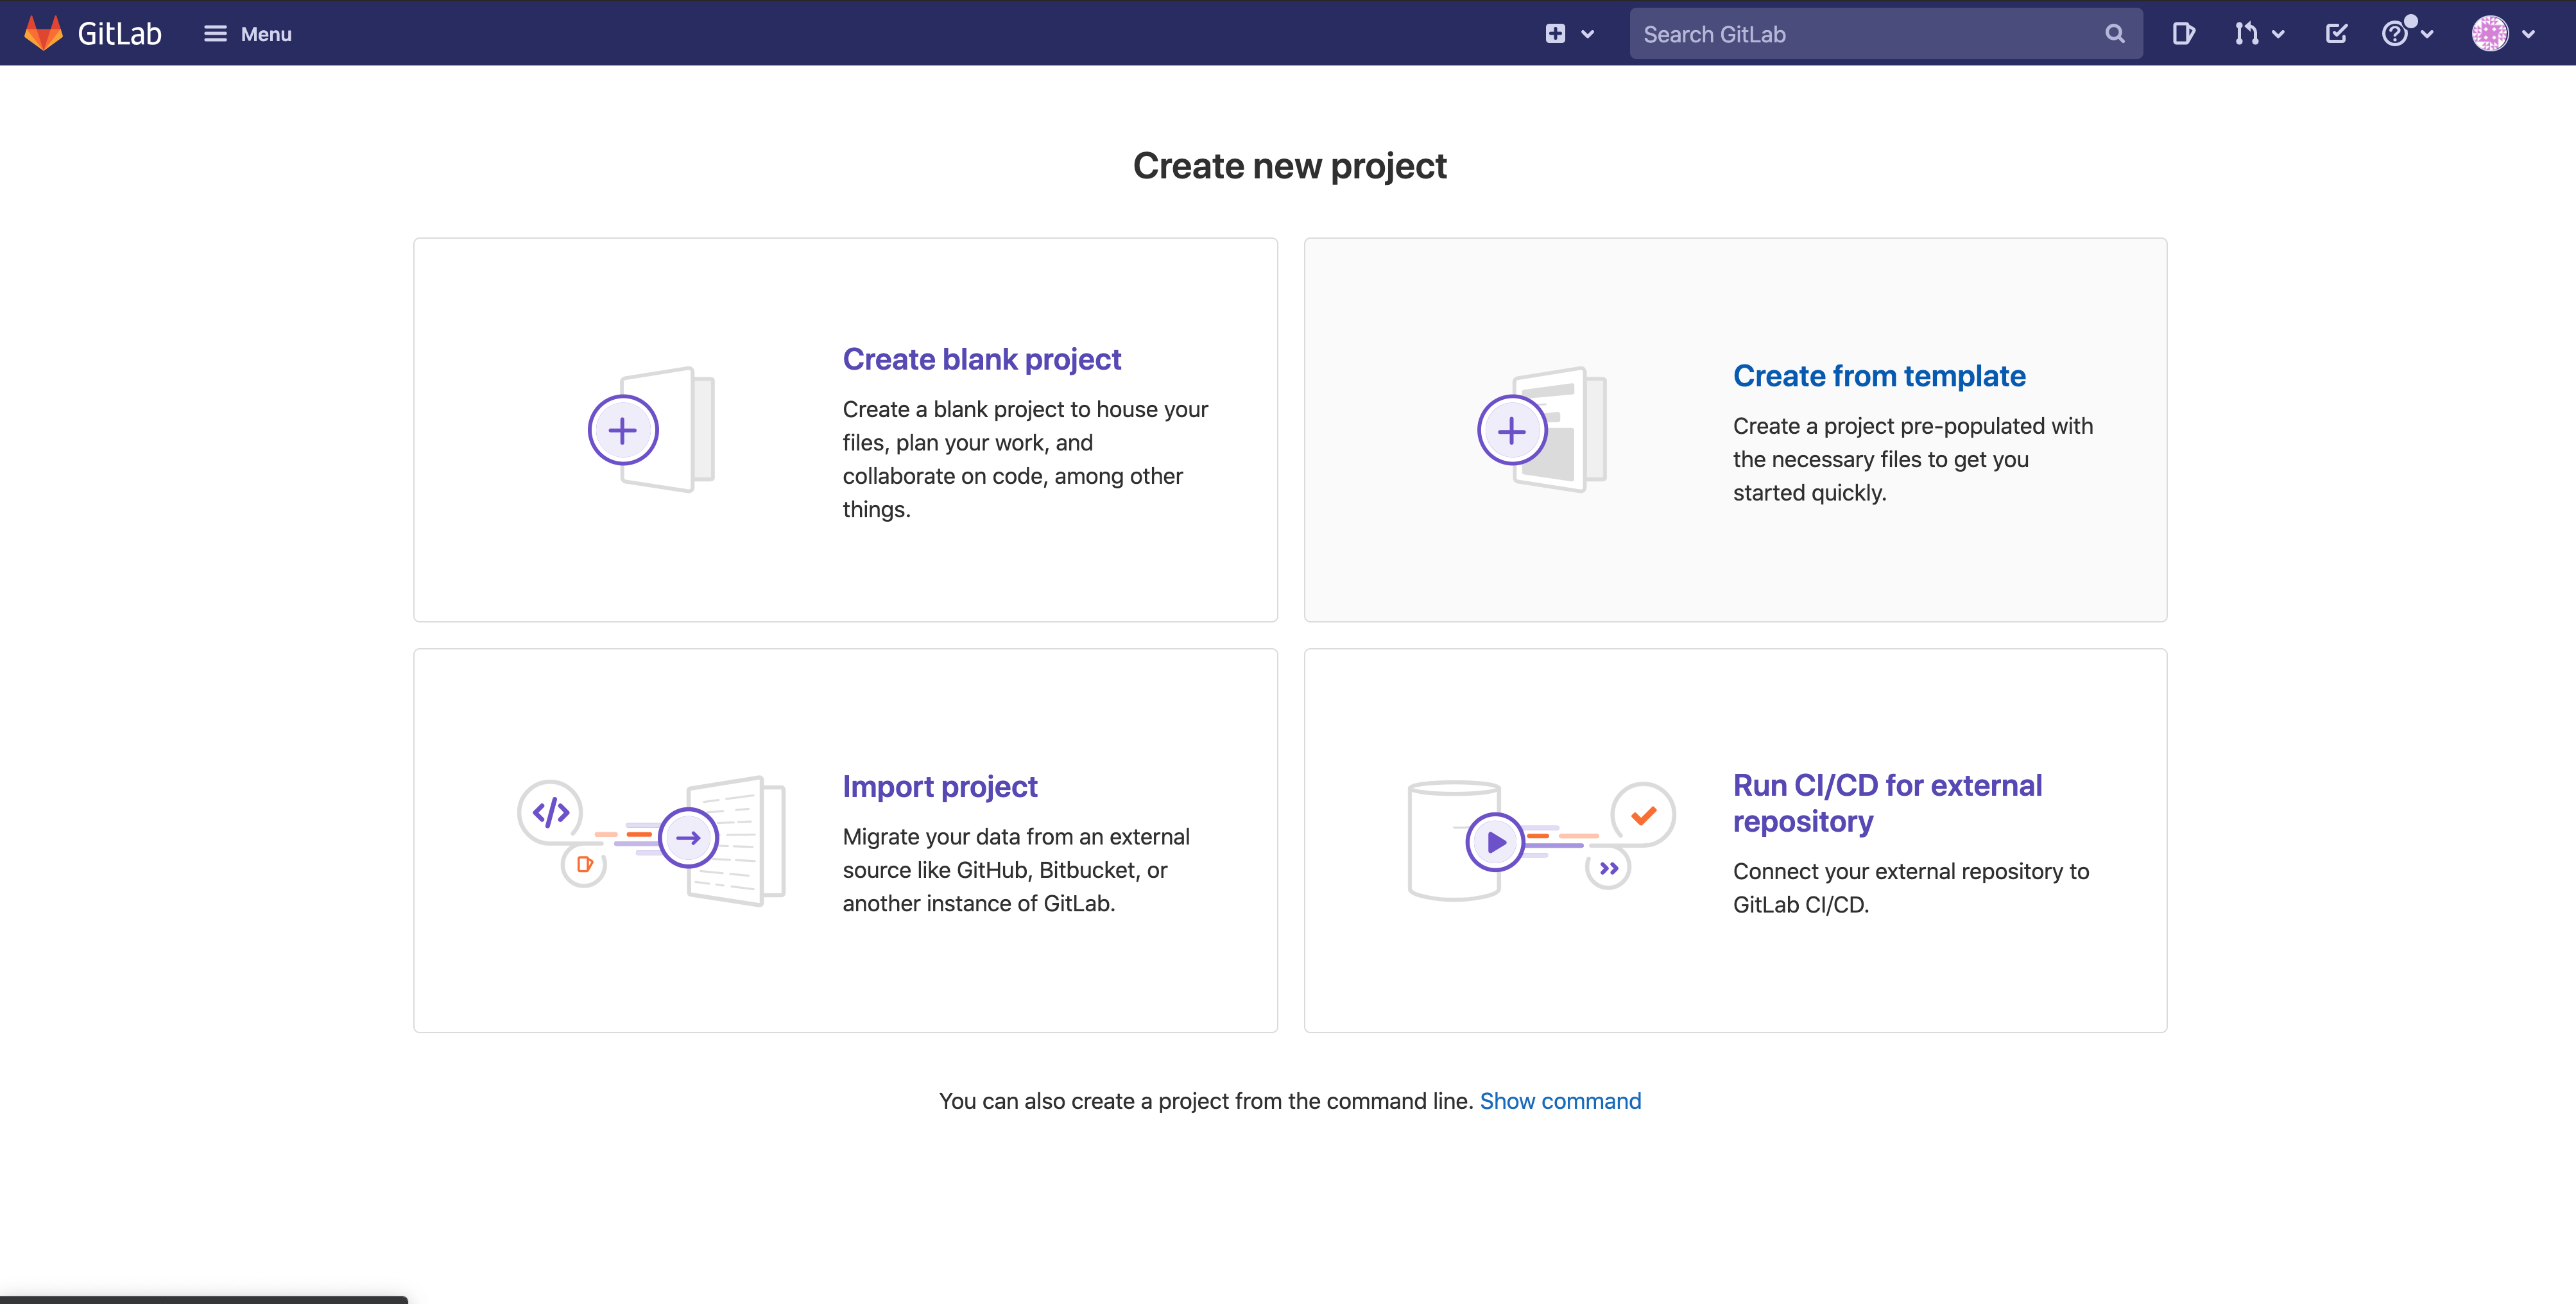 GitLab
Menu
Search GitLab
Create new project
Create blank project
Create a blank project to house your
files, plan your work, and
collaborate on code, among other
things.
Create from template
Create a project pre-populated with
the necessary files to get you
started quickly.
Import project
Migrate your data from an external
source like GitHub, Bitbucket, or
another instance of GitLab.
Run CI/CD for external
repository
Connect your external repository to
GitLab CI/CD.
You can also create a project from the command line. Show command